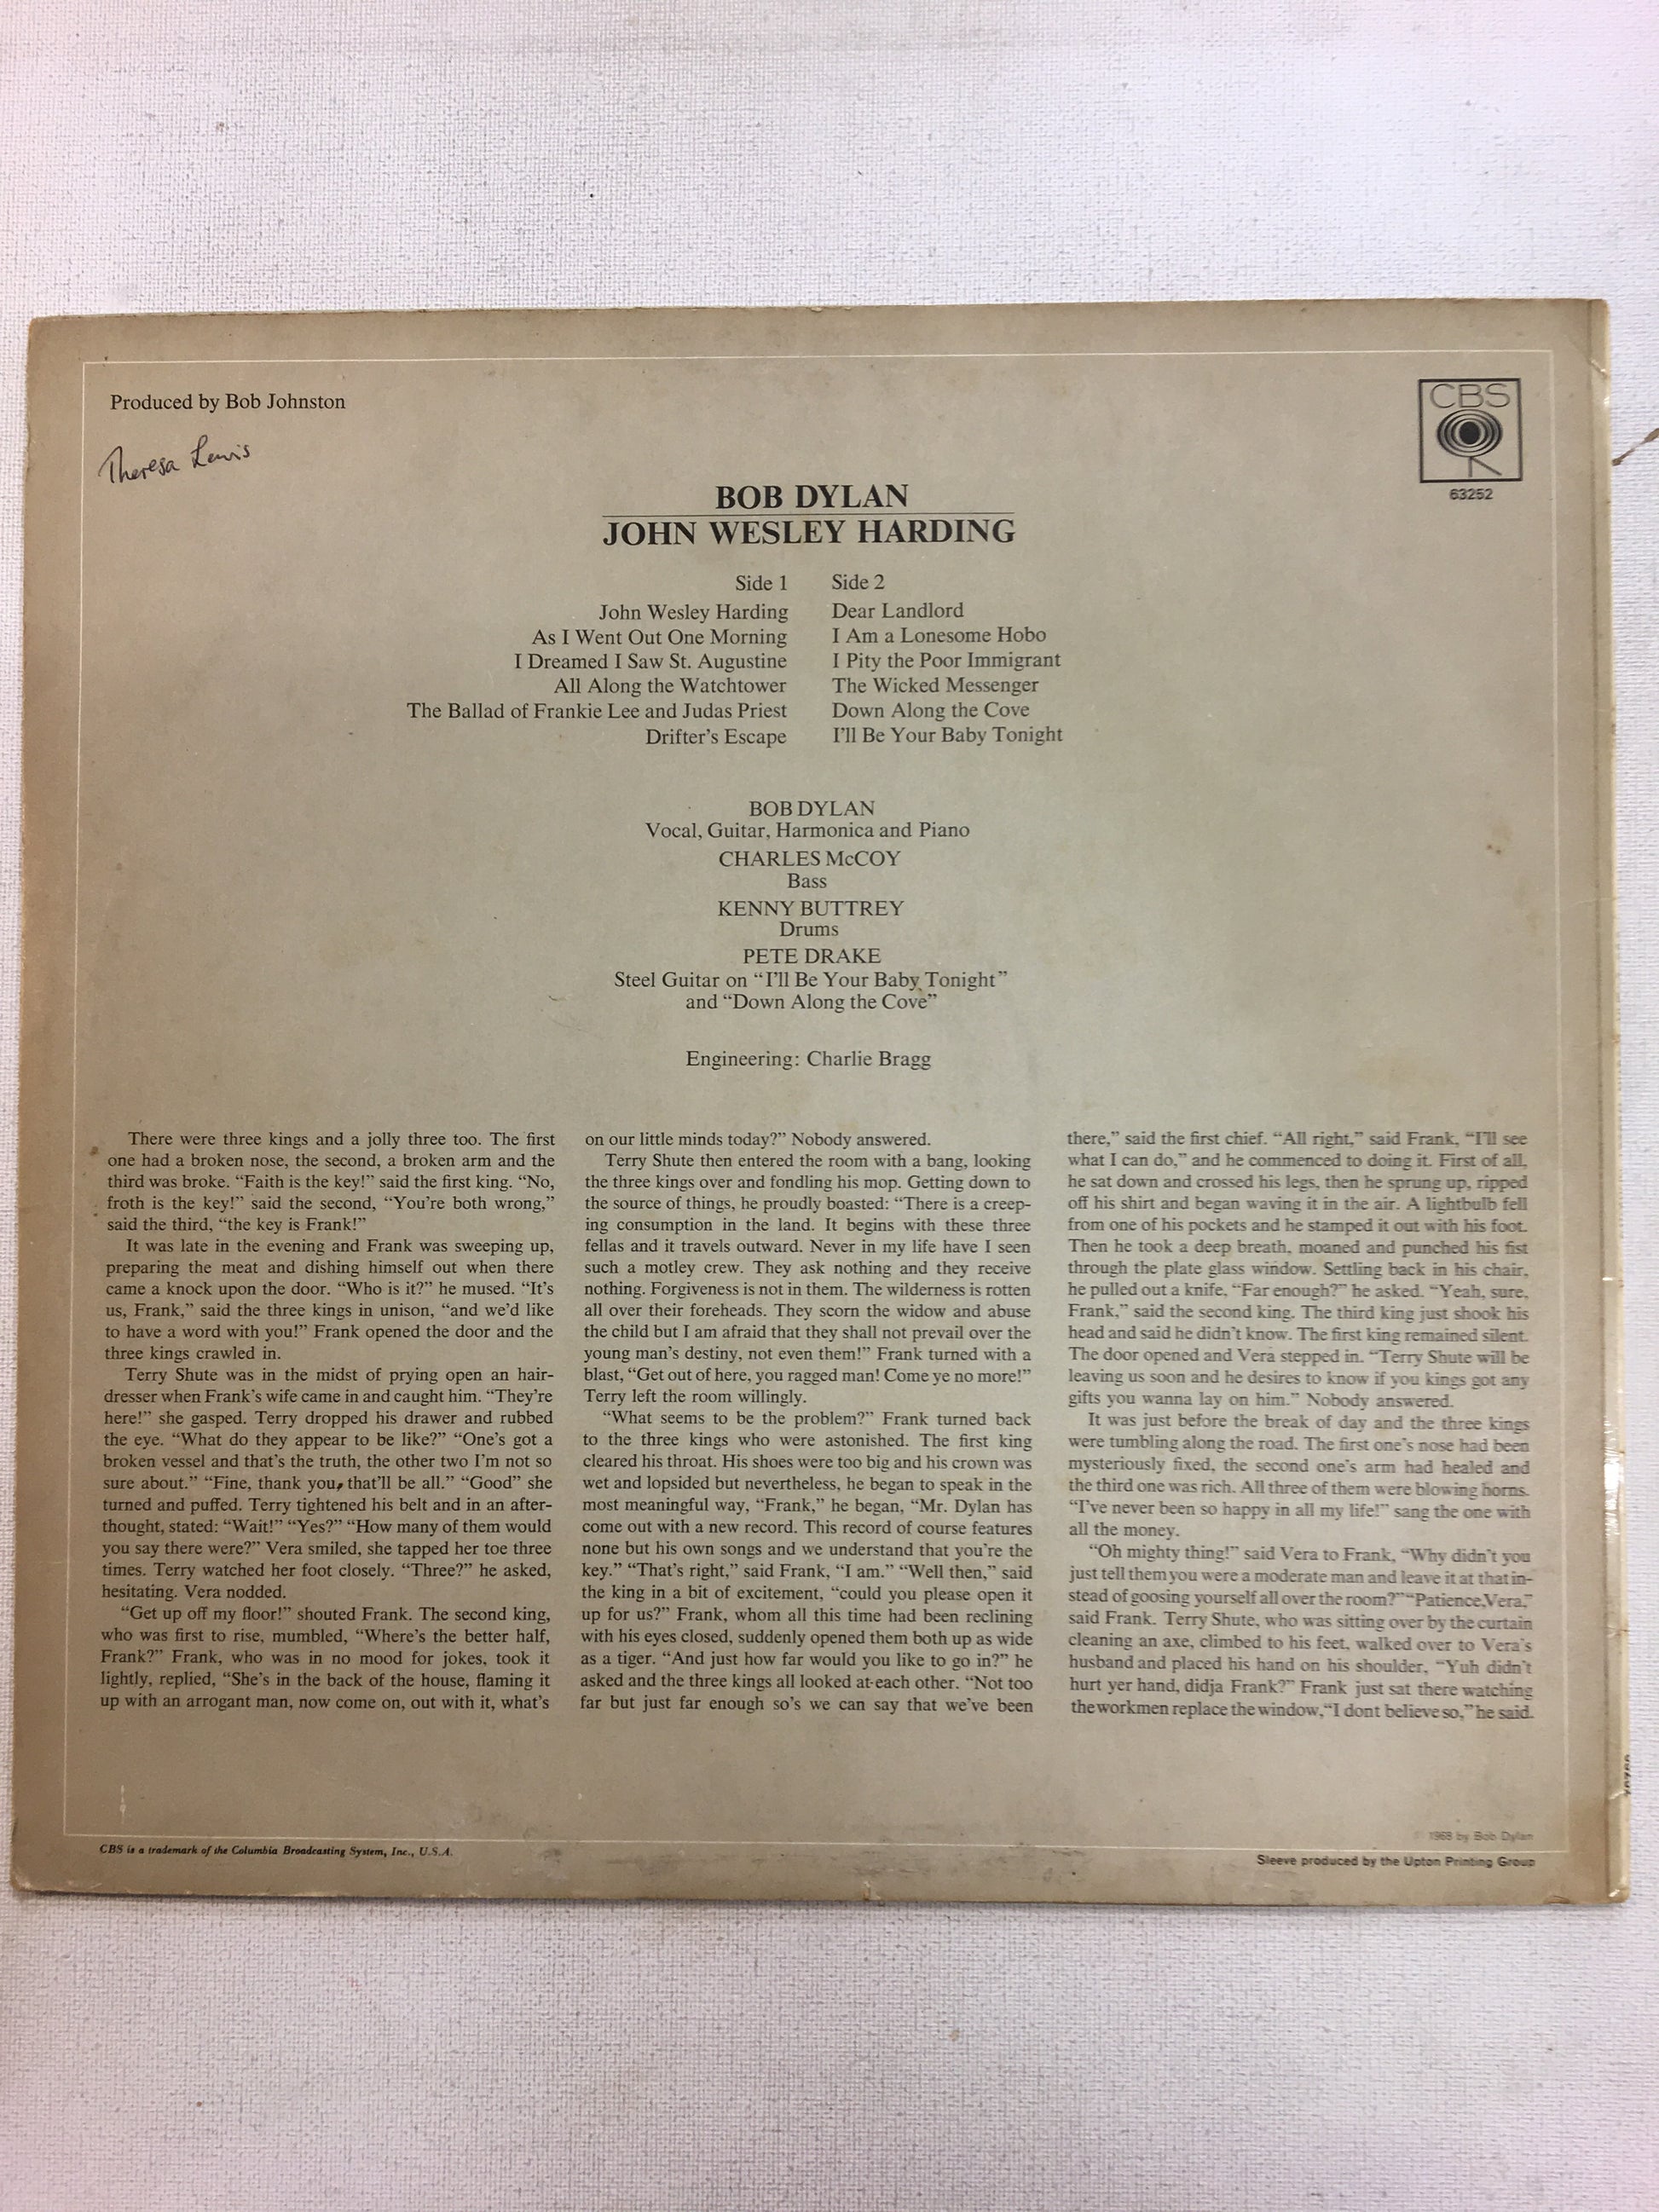 Produced by Bob Johnston
Theresa Lewis
CBS
63252
BOB DYLAN
JOHN WESLEY HARDING
Side 1
John Wesley Harding
As I Went Out One Morning
I Dreamed I Saw St. Augustine
All Along the Watchtower
The Ballad of Frankie Lee and Judas Priest
Drifter's Escape
Side 2
Dear Landlord
I Am a Lonesome Hobo
I Pity the Poor Immigrant
The Wicked Messenger
Down Along the Cove
I'll Be Your Baby Tonight
BOB DYLAN
Vocal, Guitar, Harmonica and Piano
CHARLES McCOY
Bass
KENNY BUTTREY
Drums
PETE DRAKE
Steel Guitar on “I'll Be Your Baby Tonight”
and “Down Along the Cove”
Engineering: Charlie Bragg
There were three kings and a jolly three too. The first
one had a broken nose, the second, a broken arm and the
third was broke. “Faith is the key!” said the first king. “No,
froth is the key!” said the second, “You're both wrong,”
said the third, “the key is Frank!”
It was late in the evening and Frank was sweeping up,
preparing the meat and dishing himself out when there
came a knock upon the door. “Who is it?” he mused. “It's
us, Frank,” said the three kings in unison, “and we'd like
to have a word with you!” Frank opened the door and the
three kings crawled in.
Terry Shute was in the midst of prying open an hair-
dresser when Frank's wife came in and caught him. “They're
here!” she gasped. Terry dropped his drawer and rubbed
the eye. “What do they appear to be like?” “One's got a
broken vessel and that's the truth, the other two I'm not so
sure about.” “Fine, thank you, that'll be all.” “Good” she
turned and puffed. Terry tightened his belt and in an after-
thought, stated: “Wait!” “Yes?” “How many of them would
you say there were?” Vera smiled, she tapped her toe three
times. Terry watched her foot closely. “Three?” he asked,
hesitating. Vera nodded.
“Get up off my floor!” shouted Frank. The second king,
who was first to rise, mumbled, “Where's the better half,
Frank?” Frank, who was in no mood for jokes, took it
lightly, replied, “She's in the back of the house, flaming it
up with an arrogant man, now come on, out with it, what's
on our little minds today?” Nobody answered.
Terry Shute then entered the room with a bang, looking
the three kings over and fondling his mop. Getting down to
the source of things, he proudly boasted: “There is a creep-
ing consumption in the land. It begins with these three
fellas and it travels outward. Never in my life have I seen
such a motley crew. They ask nothing and they receive
nothing. Forgiveness is not in them. The wilderness is rotten
all over their foreheads. They scorn the widow and abuse
the child but I am afraid that they shall not prevail over the
young man's destiny, not even them!” Frank turned with a
blast, “Get out of here, you ragged man! Come ye no more!”
Terry left the room willingly.
“What seems to be the problem?” Frank turned back
to the three kings who were astonished. The first king
cleared his throat. His shoes were too big and his crown was
wet and lopsided but nevertheless, he began to speak in the
most meaningful way, “Frank,” he began, “Mr. Dylan has
come out with a new record. This record of course features
none but his own songs and we understand that you're the
key.” “That's right,” said Frank, “I am.” “Well then,” said
the king in a bit of excitement, “could you please open it
up for us?” Frank, whom all this time had been reclining
with his eyes closed, suddenly opened them both up as wide
as a tiger. “And just how far would you like to go in?” he
asked and the three kings all looked at each other. “Not too
far but just far enough so's we can say that we've been
there,” said the first chief. “All right,” said Frank, “I'll see
what I can do,” and he commenced to doing it. First of all,
he sat down and crossed his legs, then he sprung up, ripped
off his shirt and began waving it in the air. A lightbulb fell
from one of his pockets and he stamped it out with his foot.
Then he took a deep breath, moaned and punched his fist
through the plate glass window. Settling back in his chair,
he pulled out a knife, “Far enough?” he asked. “Yeah, sure,
Frank,” said the second king. The third king just shook his
head and said he didn't know. The first king remained silent.
The door opened and Vera stepped in. “Terry Shute will be
leaving us soon and he desires to know if you kings got any
gifts you wanna lay on him.” Nobody answered.
It was just before the break of day and the three kings
were tumbling along the road. The first one's nose had been
mysteriously fixed, the second one's arm had healed and
the third one was rich. All three of them were blowing horns.
“I've never been so happy in all my life!” sang the one with
all the money.
“Oh mighty thing!” said Vera to Frank, “Why didn't you
just tell them you were a moderate man and leave it at that in-
stead of goosing yourself all over the room?” “Patience,Vera,”
said Frank. Terry Shute, who was sitting over by the curtain
cleaning an axe, climbed to his feet, walked over to Vera's
husband and placed his hand on his shoulder. “Yuh didn't
hurt yer hand, didja Frank?” Frank just sat there watching
the workmen replace the window, “I dont believe so,” he said.
CBS is a trademark of the Columbia Broadcasting System, Inc., U.S.A.
1968 by Bob Dylan
Sleeve produced by the Upton Printing Group